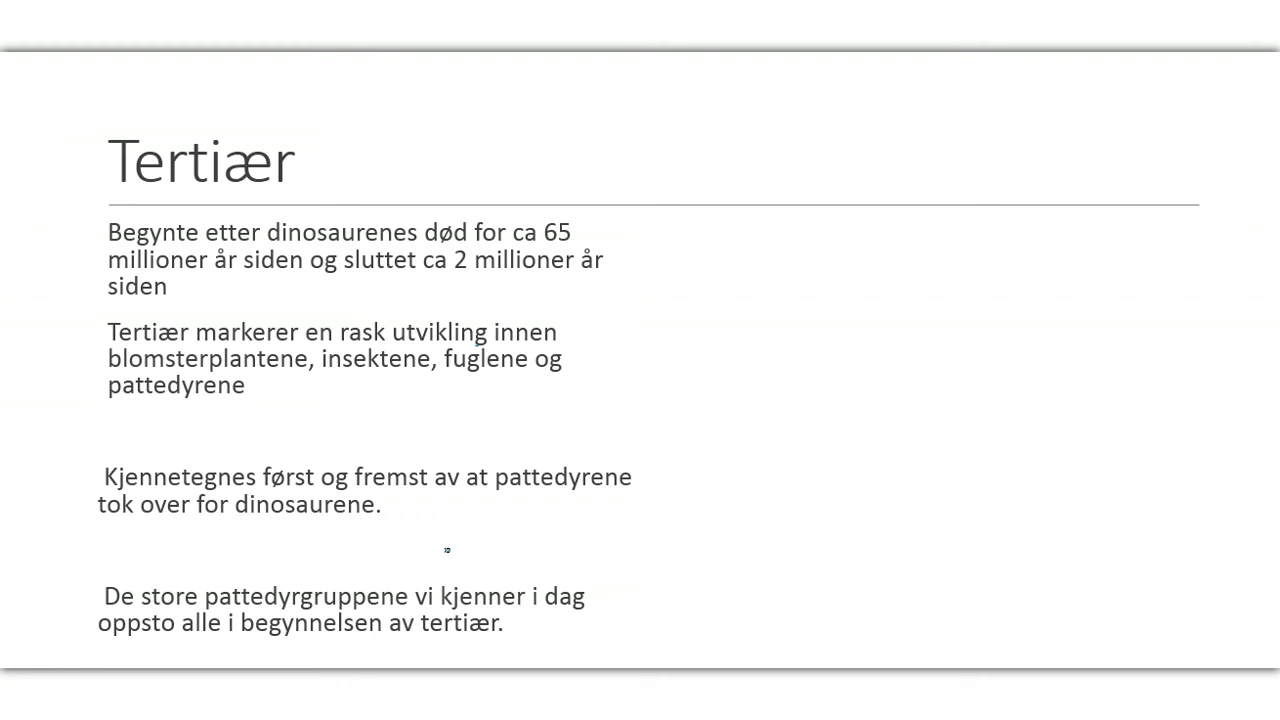 Tertiær
Begynte etter dinosaurenes død for ca 65
millioner år siden og sluttet ca 2 millioner år
siden
Tertiær markerer en rask utvikling innen
blomsterplantene, insektene, fuglene og
pattedyrene
Kjennetegnes først og fremst av at pattedyrene
tok over for dinosaurene.
De store pattedyrgruppene vi kjenner i dag
oppsto alle i begynnelsen av tertiær.